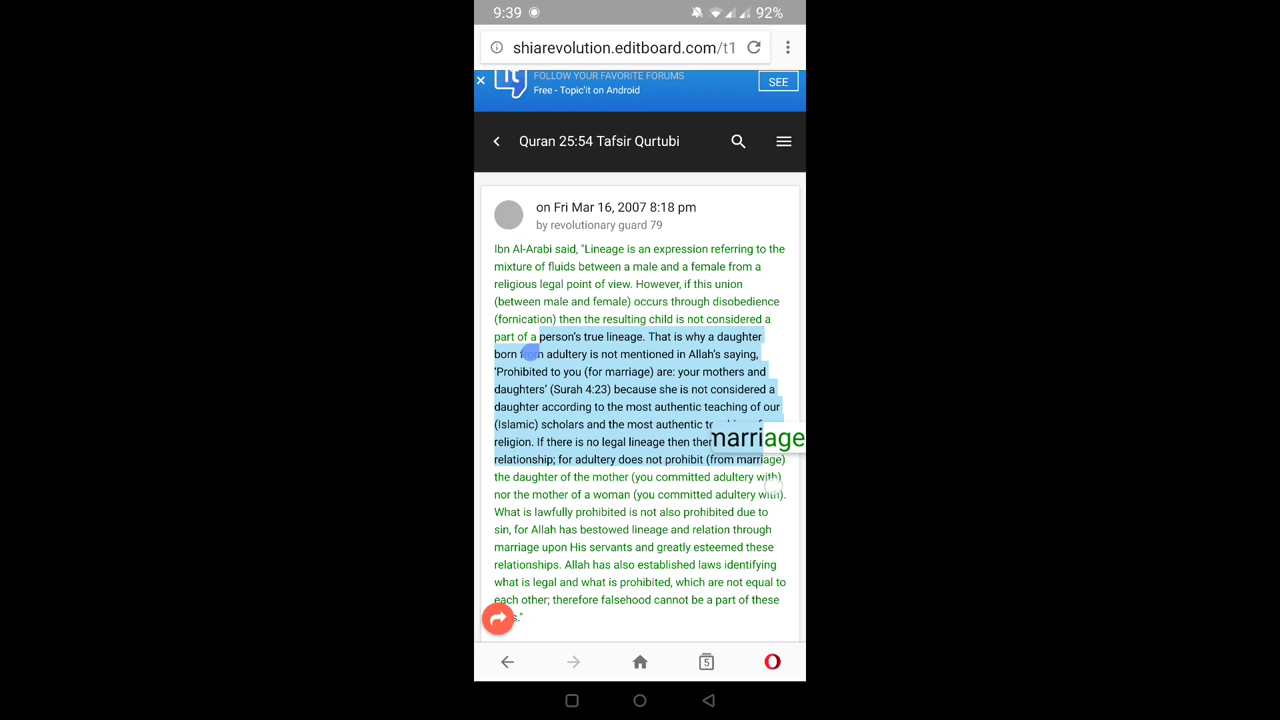 9:39 92%
shiarevolution.editboard.com/t1
FOLLOW YOUR FAVORITE FORUMS
Free - Topic'it on Android
SEE
Quran 25:54 Tafsir Qurtubi
on Fri Mar 16, 2007 8:18 pm
by revolutionary guard 79
Ibn Al-Arabi said, "Lineage is an expression referring to the
mixture of fluids between a male and a female from a
religious legal point of view. However, if this union
(between male and female) occurs through disobedience
(fornication) then the resulting child is not considered a
part of a person's true lineage. That is why a daughter
born from adultery is not mentioned in Allah's saying,
'Prohibited to you (for marriage) are: your mothers and
daughters' (Surah 4:23) because she is not considered a
daughter according to the most authentic teaching of our
(Islamic) scholars and the most authentic
religion. If there is no legal lineage then
marriage
relationship; for adultery does not prohibit (from marriage)
the daughter of the mother (you committed adultery with)
nor the mother of a woman (you committed adultery with).
What is lawfully prohibited is not also prohibited due to
sin, for Allah has bestowed lineage and relation through
marriage upon His servants and greatly esteemed these
relationships. Allah has also established laws identifying
what is legal and what is prohibited, which are not equal to
each other; therefore falsehood cannot be a part of these
5